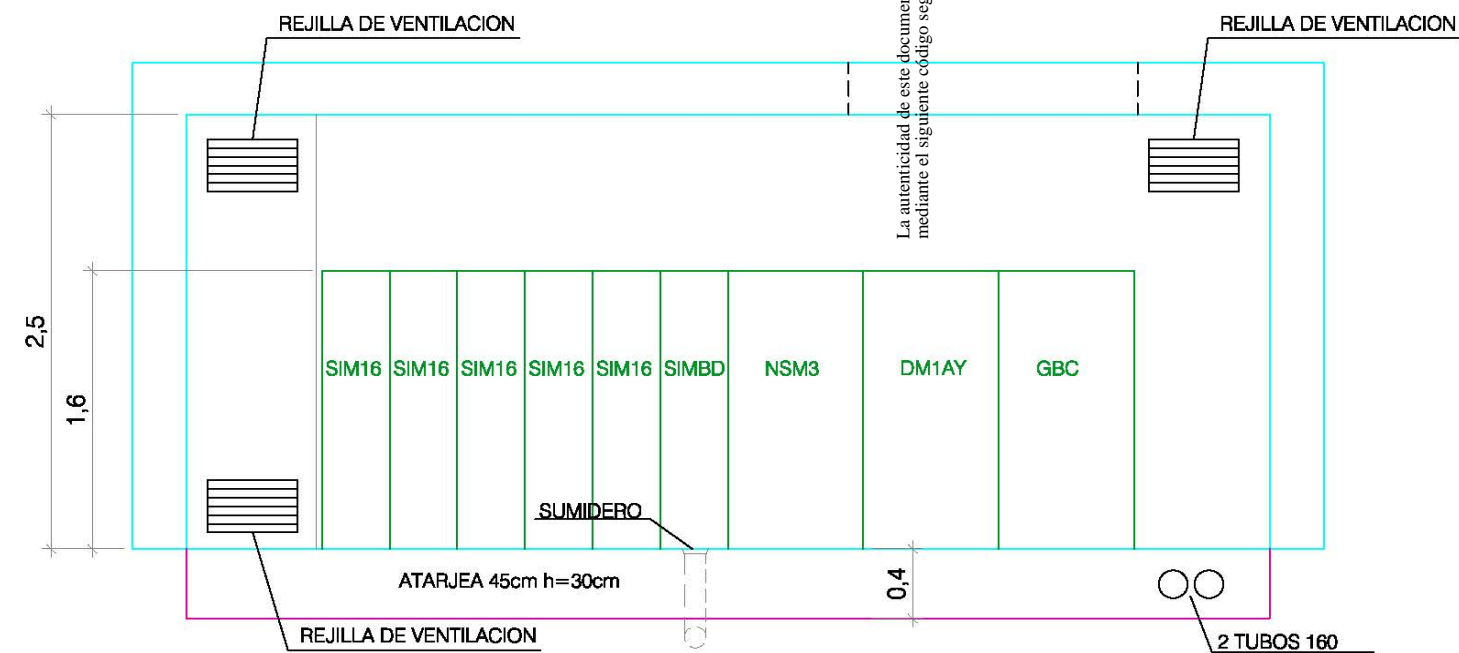 REJILLA DE VENTILACION
REJILLA DE VENTILACION
La autenticidad de este documen
mediante el siguiente código seg
2,5
1,6
SIM16 SIM16 SIM16 SIM16 SIM16 SIMBD NSM3 DM1AY GBC
SUMIDERO
ATARJEA 45cm h=30cm
0,4
REJILLA DE VENTILACION
2 TUBOS 160